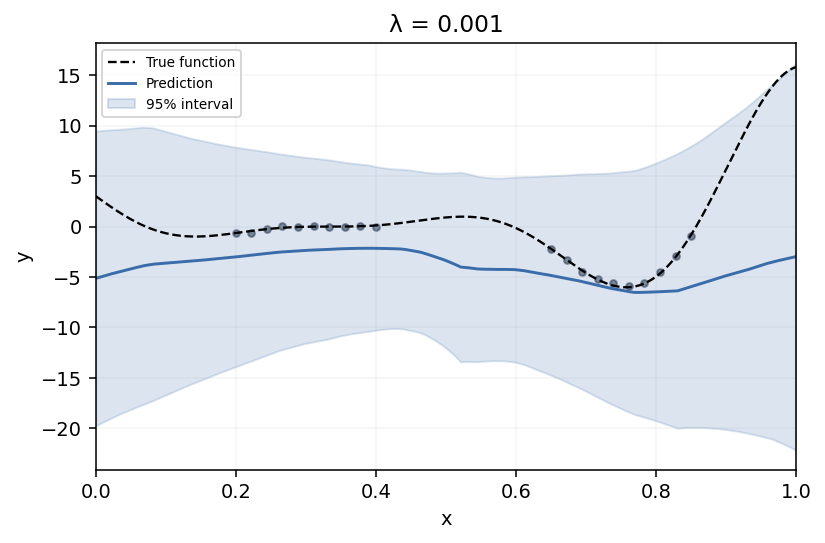 λ = 0.001
True function
Prediction
95% interval
y
15
10
5
0
−5
−10
−15
−20
0.0 0.2 0.4 0.6 0.8 1.0
x